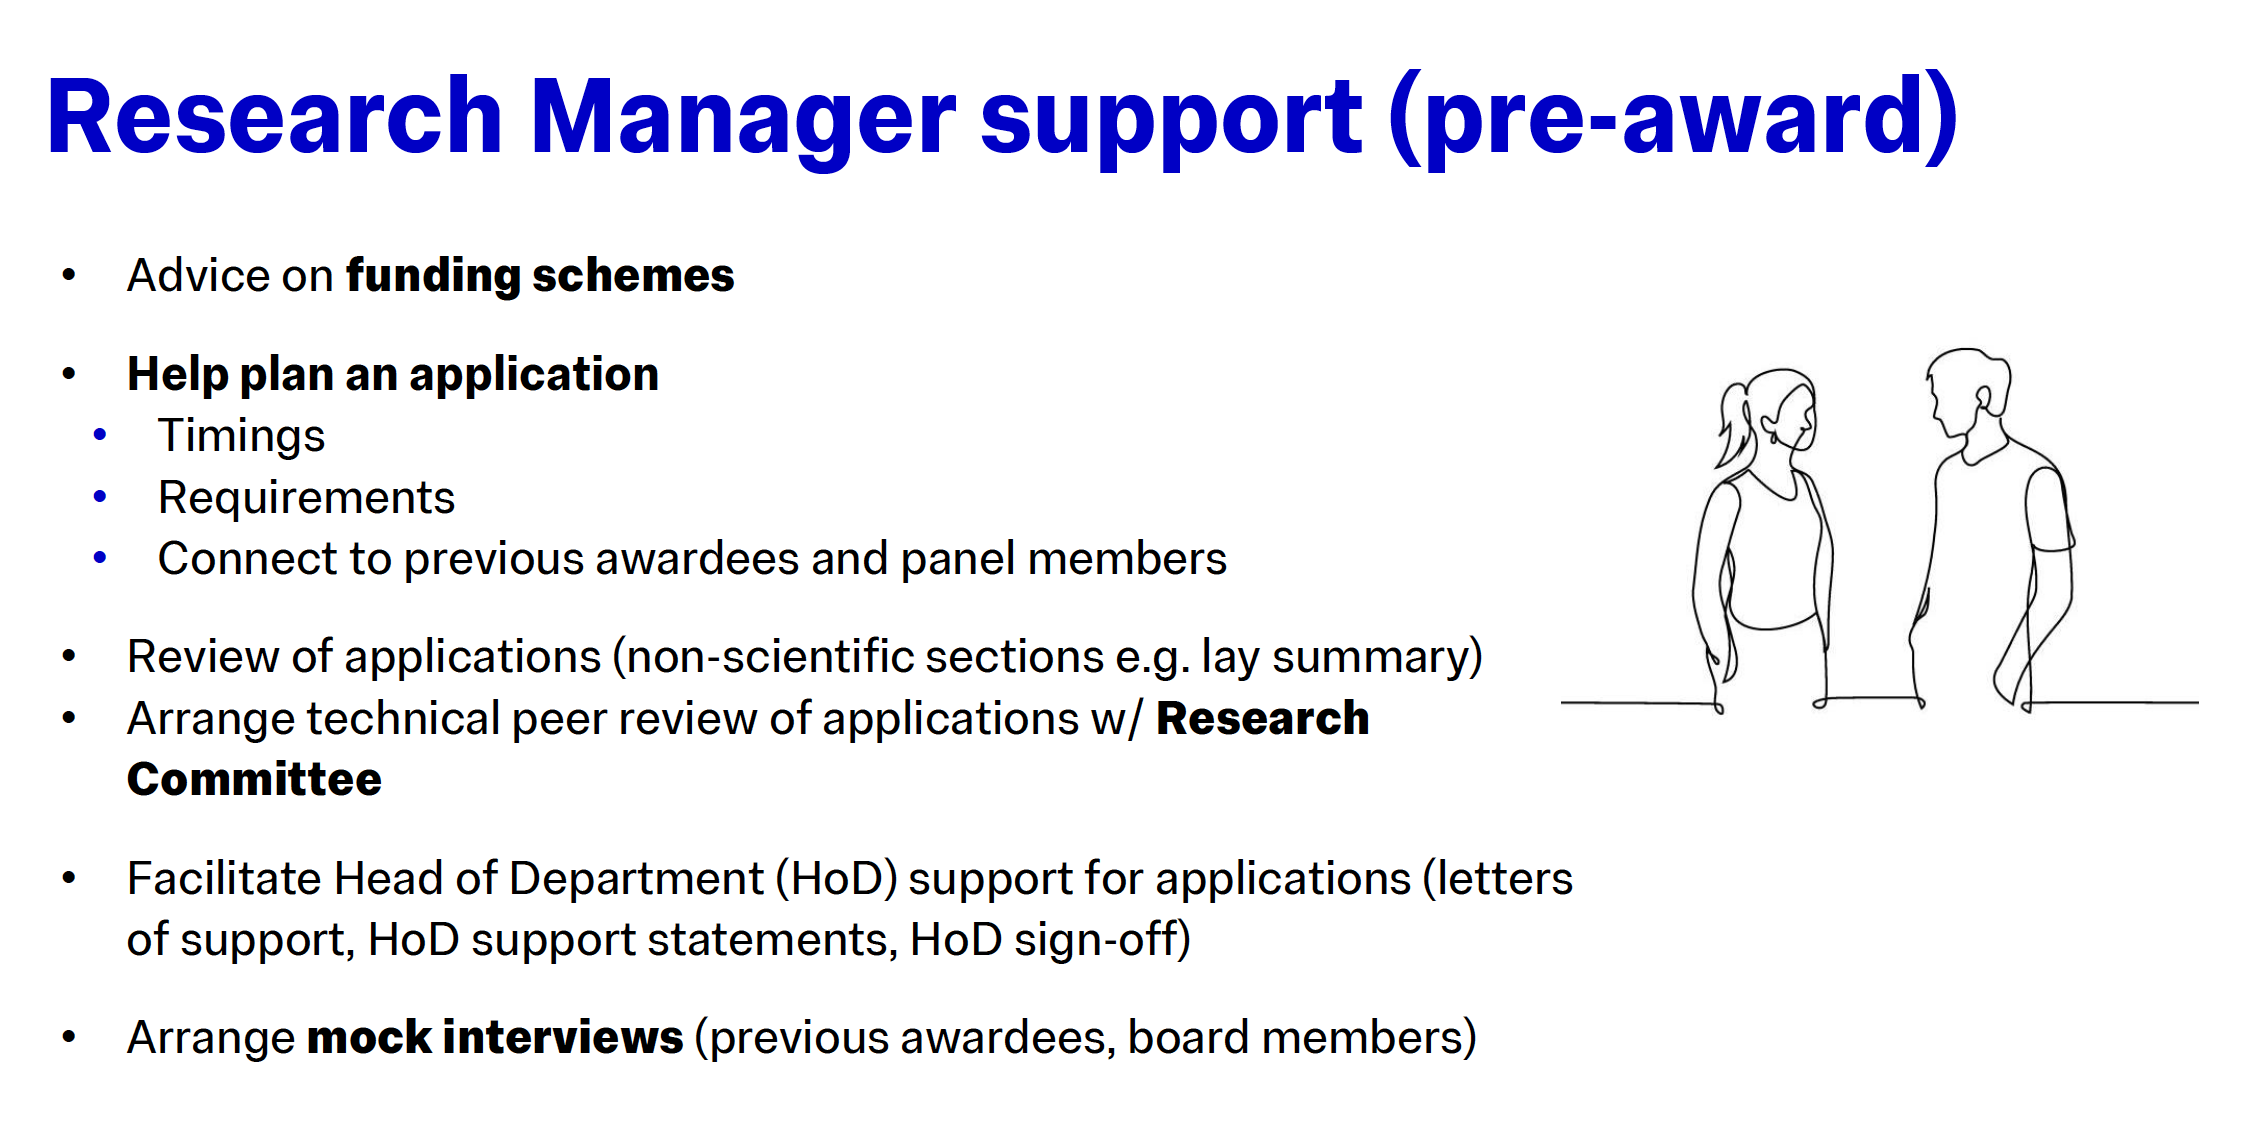 Research Manager support (pre-award)
• Advice on funding schemes
• Help plan an application
• Timings
• Requirements
• Connect to previous awardees and panel members
• Review of applications (non-scientific sections e.g. lay summary)
• Arrange technical peer review of applications w/ Research
Committee
• Facilitate Head of Department (HoD) support for applications (letters
of support, HoD support statements, HoD sign-off)
• Arrange mock interviews (previous awardees, board members)